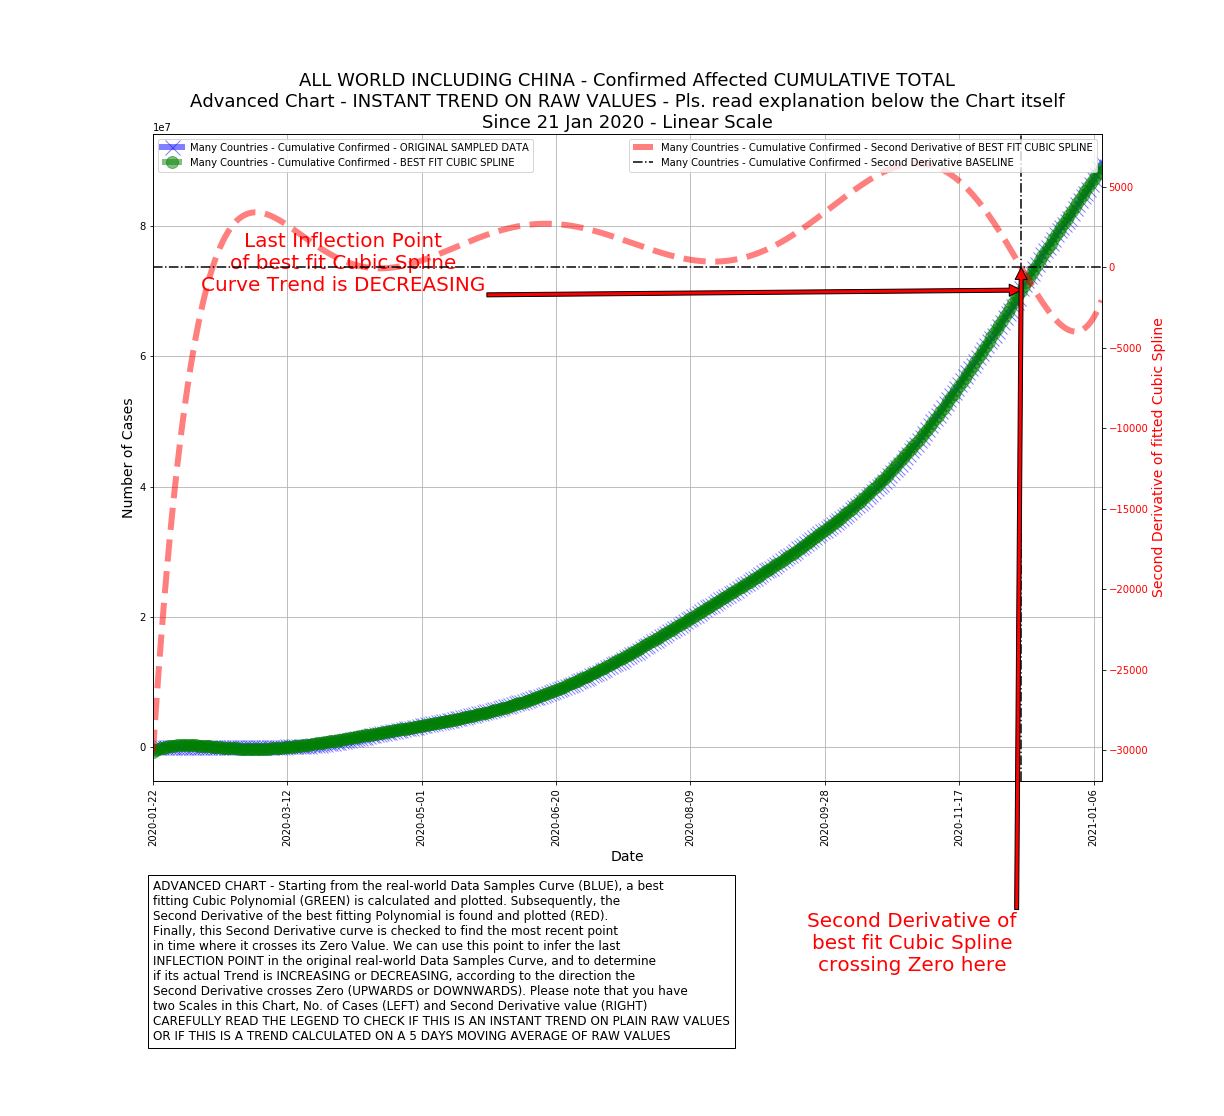 ALL WORLD INCLUDING CHINA - Confirmed Affected CUMULATIVE TOTAL
Advanced Chart - INSTANT TREND ON RAW VALUES - Pls. read explanation below the Chart itself
Since 21 Jan 2020 - Linear Scale
1e7
Many Countries - Cumulative Confirmed - ORIGINAL SAMPLED DATA
Many Countries - Cumulative Confirmed - BEST FIT CUBIC SPLINE
Many Countries - Cumulative Confirmed - Second Derivative of BEST FIT CUBIC SPLINE
Many Countries - Cumulative Confirmed - Second Derivative BASELINE
Last Inflection Point
of best fit Cubic Spline
Curve Trend is DECREASING
8
6
4
2
0
Number of Cases
5000
0
−5000
−10000
−15000
−20000
−25000
−30000
Second Derivative of fitted Cubic Spline
2020-01-22
2020-03-12
2020-05-01
2020-06-20
2020-08-09
2020-09-28
2020-11-17
2021-01-06
Date
ADVANCED CHART - Starting from the real-world Data Samples Curve (BLUE), a best
fitting Cubic Polynomial (GREEN) is calculated and plotted. Subsequently, the
Second Derivative of the best fitting Polynomial is found and plotted (RED).
Finally, this Second Derivative curve is checked to find the most recent point
in time where it crosses its Zero Value. We can use this point to infer the last
INFLECTION POINT in the original real-world Data Samples Curve, and to determine
if its actual Trend is INCREASING or DECREASING, according to the direction the
Second Derivative crosses Zero (UPWARDS or DOWNWARDS). Please note that you have
two Scales in this Chart, No. of Cases (LEFT) and Second Derivative value (RIGHT)
CAREFULLY READ THE LEGEND TO CHECK IF THIS IS AN INSTANT TREND ON PLAIN RAW VALUES
OR IF THIS IS A TREND CALCULATED ON A 5 DAYS MOVING AVERAGE OF RAW VALUES
Second Derivative of
best fit Cubic Spline
crossing Zero here